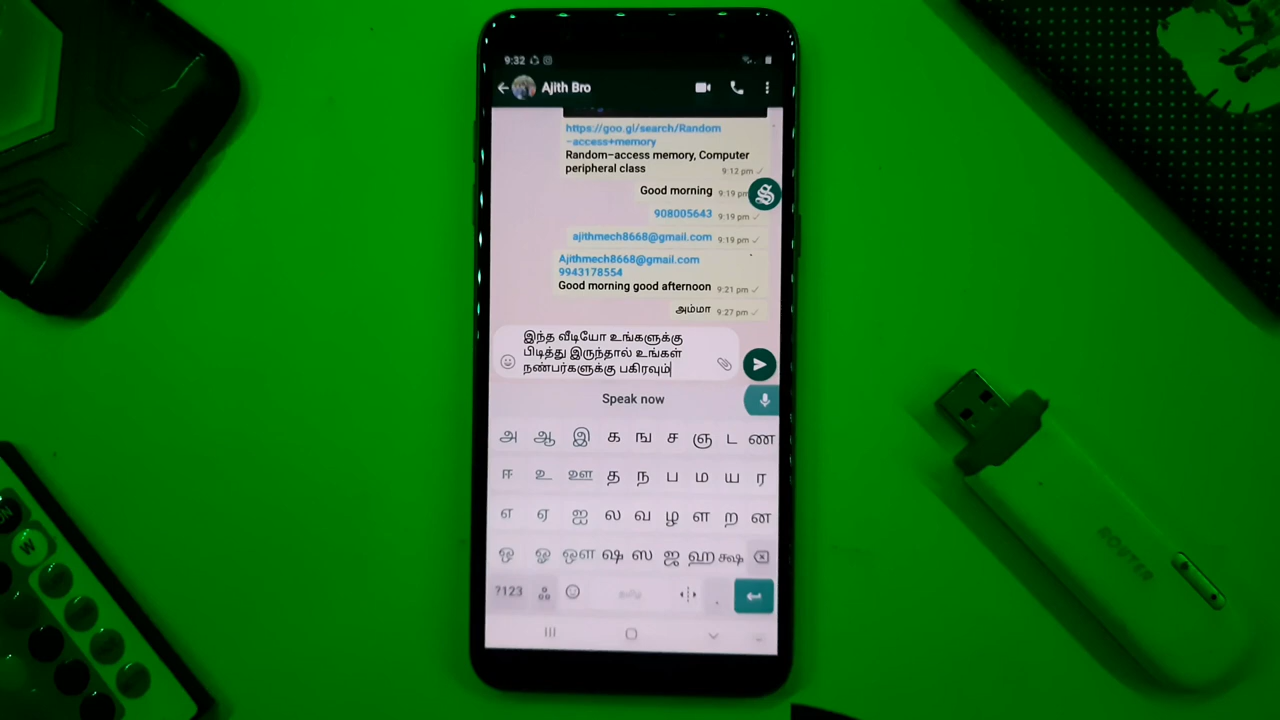 9:32
Ajith Bro
https://goo.gl/search/Random
-access+memory
Random-access memory, Computer
peripheral class
9:12 pm
Good morning 9:19 pm
908005643 9:19 pm
ajithmech8668@gmail.com 9:19 pm
Ajithmech8668@gmail.com
9943178554
Good morning good afternoon 9:21 pm
அம்மா 9:27 pm
இந்த வீடியோ உங்களுக்கு
பிடித்து இருந்தால் உங்கள்
நண்பர்களுக்கு பகிரவும்
Speak now
அ ஆ இ க ங ச ஞ ட ண
ஈ உ ஊ த ந ப ம ய ர
எ ஏ ஐ ல வ ழ ள ற ன
ஒ ஓ ஔ ஷ ஸ ஜ ஹ க்ஷ
?123 .
ROUTER
ON
W